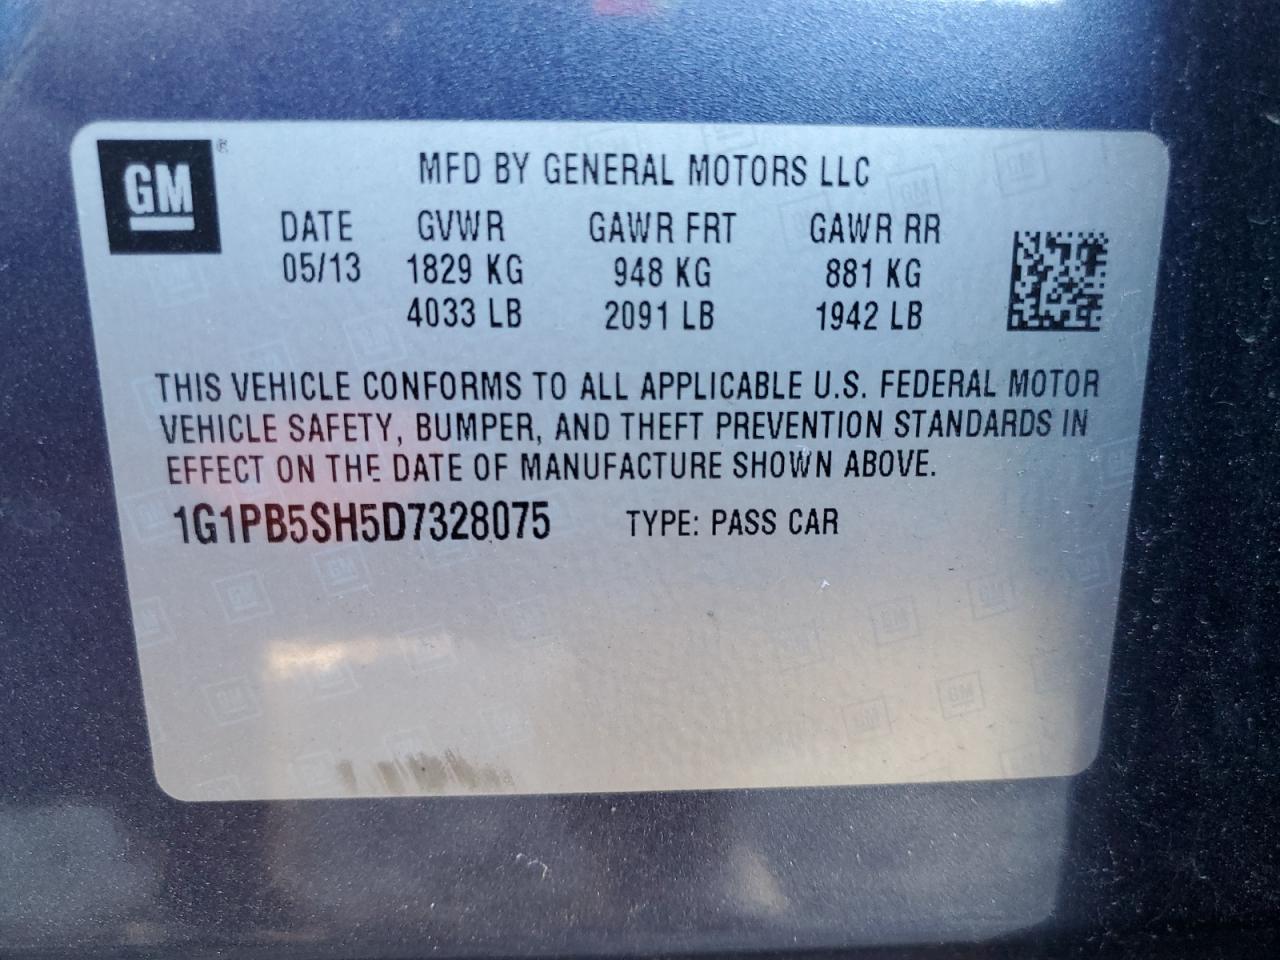 GM
MFD BY GENERAL MOTORS LLC
DATE GVWR GAWR FRT GAWR RR
05/13 1829 KG 948 KG 881 KG
4033 LB 2091 LB 1942 LB
THIS VEHICLE CONFORMS TO ALL APPLICABLE U.S. FEDERAL MOTOR
VEHICLE SAFETY, BUMPER, AND THEFT PREVENTION STANDARDS IN
EFFECT ON THE DATE OF MANUFACTURE SHOWN ABOVE.
1G1PB5SH5D7328075 TYPE: PASS CAR